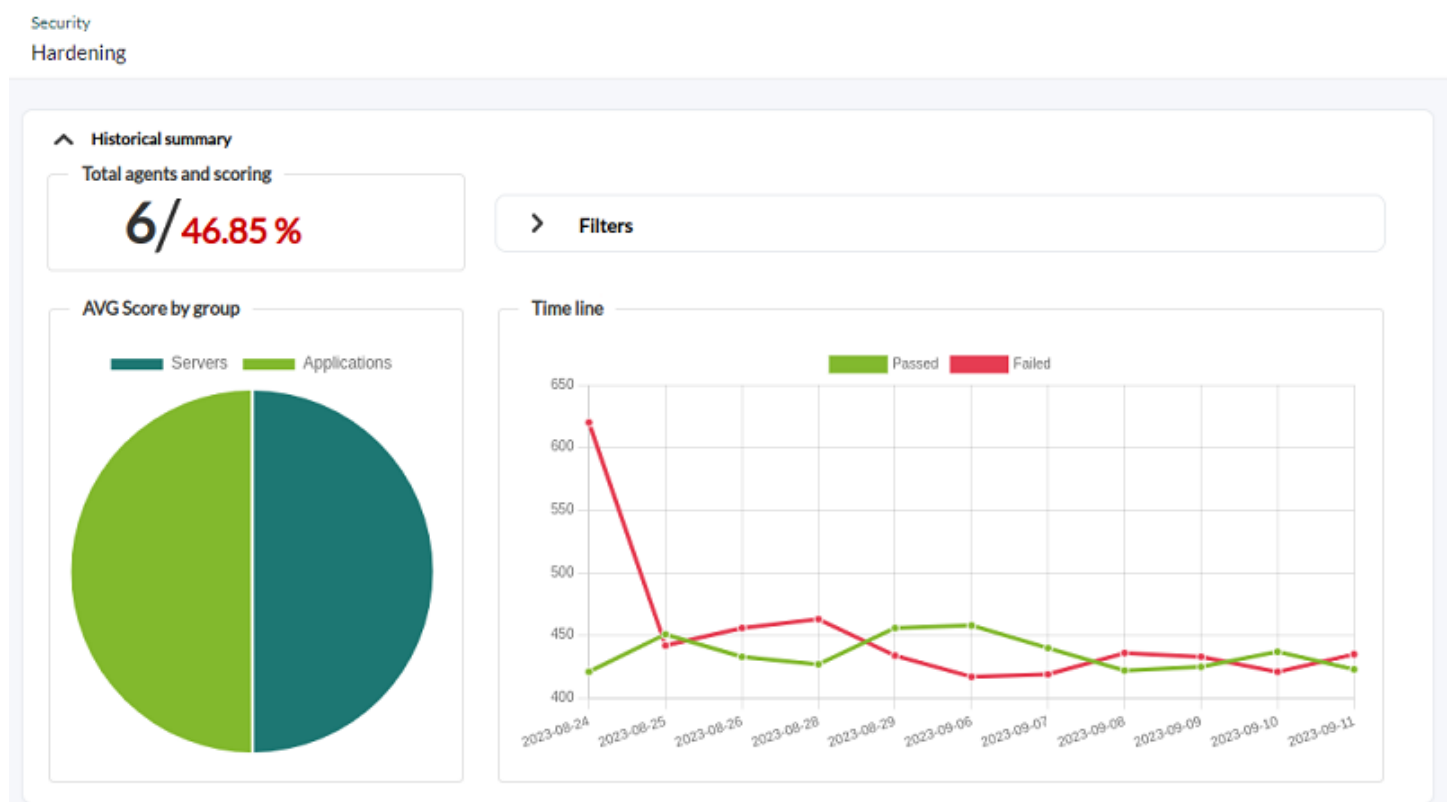 Security
Hardening
Historical summary
Total agents and scoring
6/46.85 %
Filters
AVG Score by group
Servers Applications
Time line
Passed Failed
650
600
550
500
450
400
2023-08-24 2023-08-25 2023-08-26 2023-08-28 2023-08-29 2023-09-06 2023-09-07 2023-09-08 2023-09-09 2023-09-10 2023-09-11